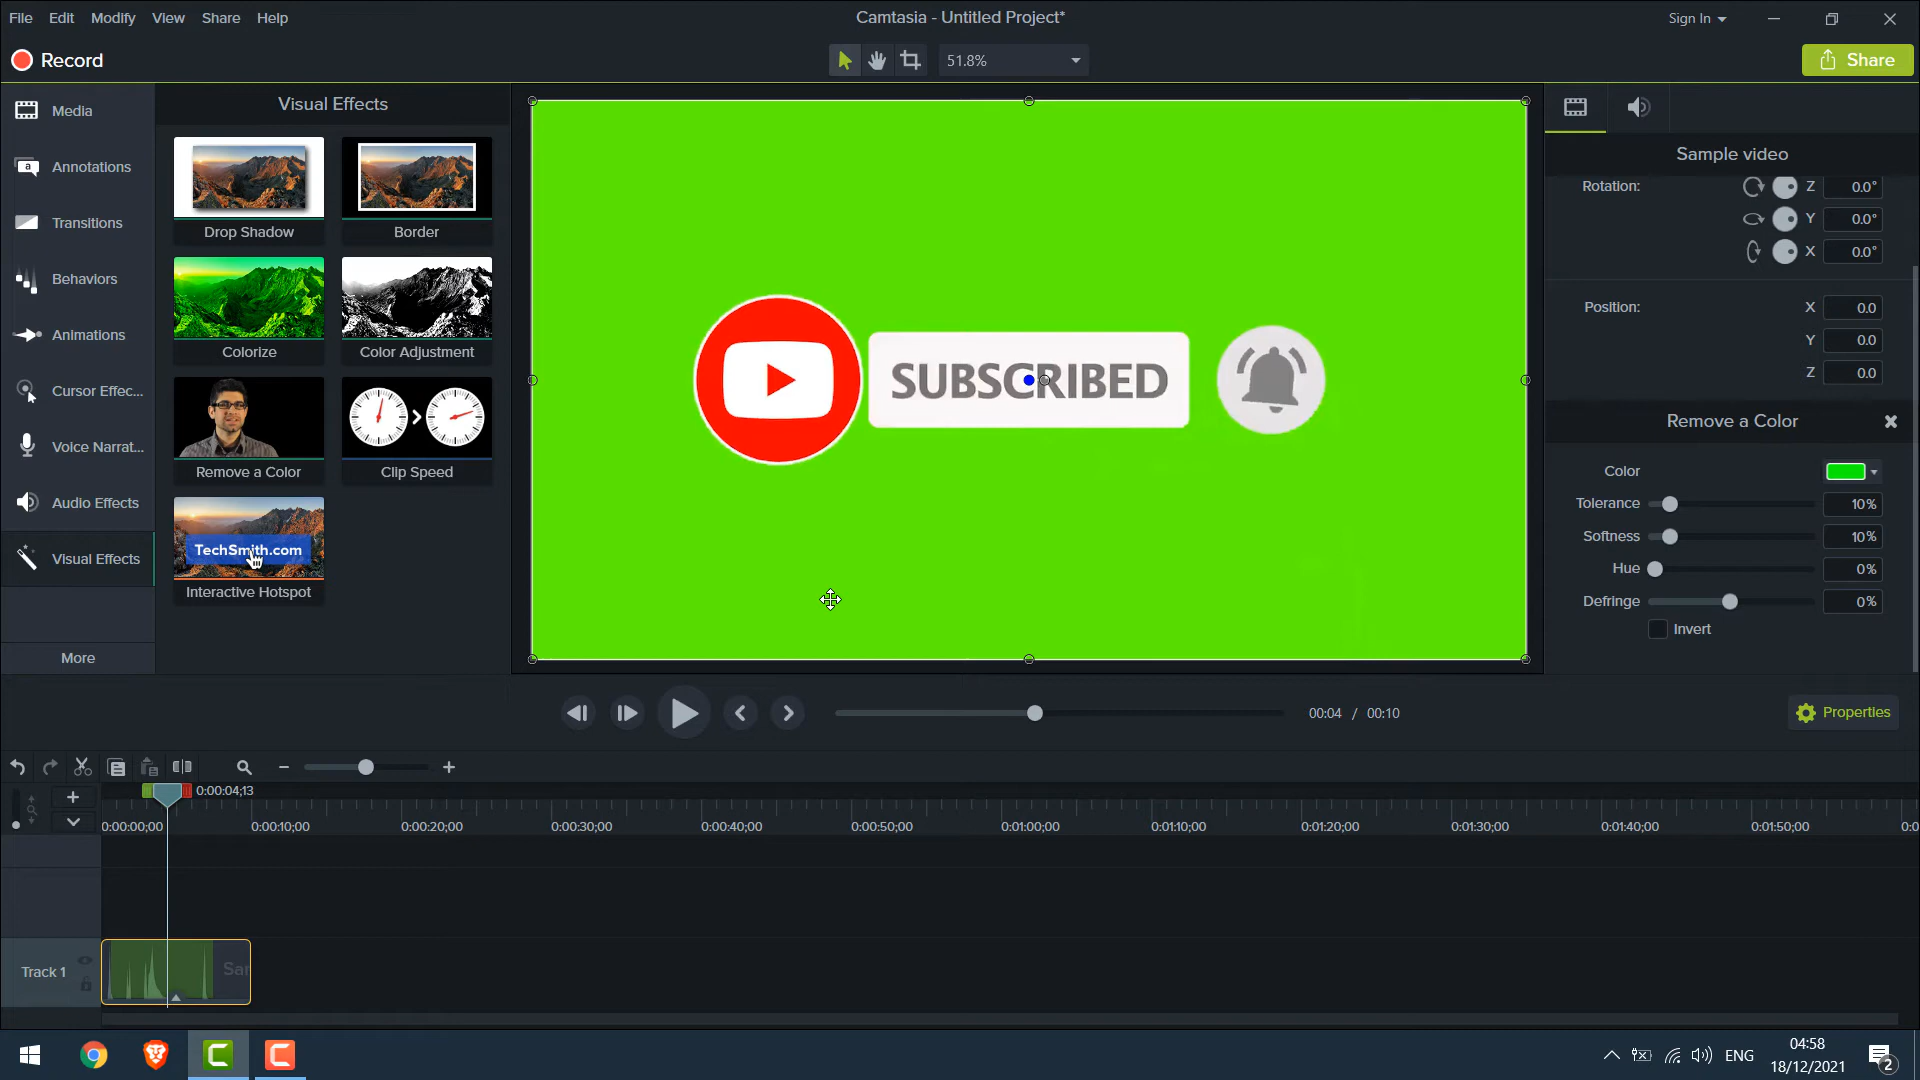 File Edit Modify View Share Help
Camtasia - Untitled Project*
Sign In
Record
51.8%
Share
Media
Annotations
Transitions
Behaviors
Animations
Cursor Effec...
Voice Narrat...
Audio Effects
Visual Effects
More
Visual Effects
Drop Shadow
Border
Colorize
Color Adjustment
Remove a Color
Clip Speed
TechSmith.com
Interactive Hotspot
SUBSCRIBED
Sample video
Rotation: Z 0.0°
Y 0.0°
X 0.0°
Position: X 0.0
Y 0.0
Z 0.0
Remove a Color
Color
Tolerance 10%
Softness 10%
Hue 0%
Defringe 0%
Invert
00:04 / 00:10
Properties
0:00:04;13
0:00:00;00 0:00:10;00 0:00:20;00 0:00:30;00 0:00:40;00 0:00:50;00 0:01:00;00 0:01:10;00 0:01:20;00 0:01:30;00 0:01:40;00 0:01:50;00 0:0
Track 1
Sar
ENG
04:58
18/12/2021
2